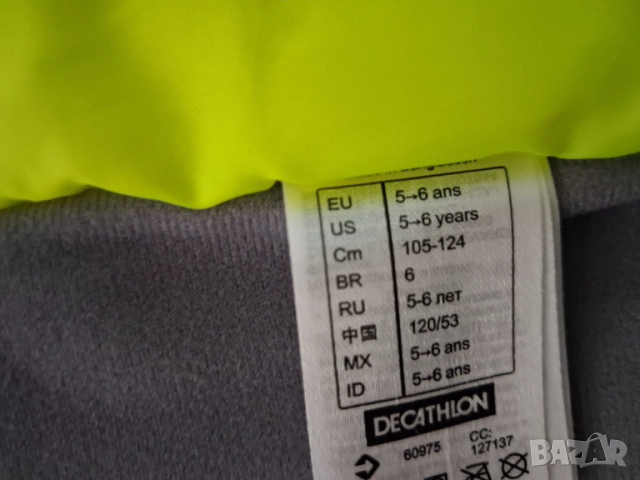 EU 5→6 ans
US 5→6 years
Cm 105-124
BR 6
RU 5-6 лет
中国 120/53
MX 5→6 ans
ID 5→6 ans
DECATHLON
60975 CC: 127137
BAZAR